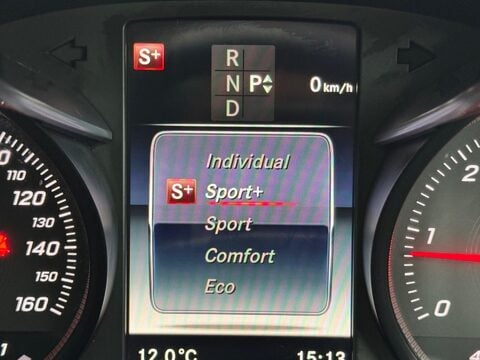 S+
R
N P
D
0 km/h
Individual
S+ Sport+
Sport
Comfort
Eco
110
120
130
140
150
160
2
1
0
12.0°C
15:13